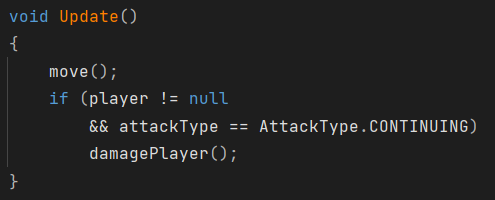 void Update()
{
    move();
    if (player != null
        && attackType == AttackType.CONTINUING)
        damagePlayer();
}